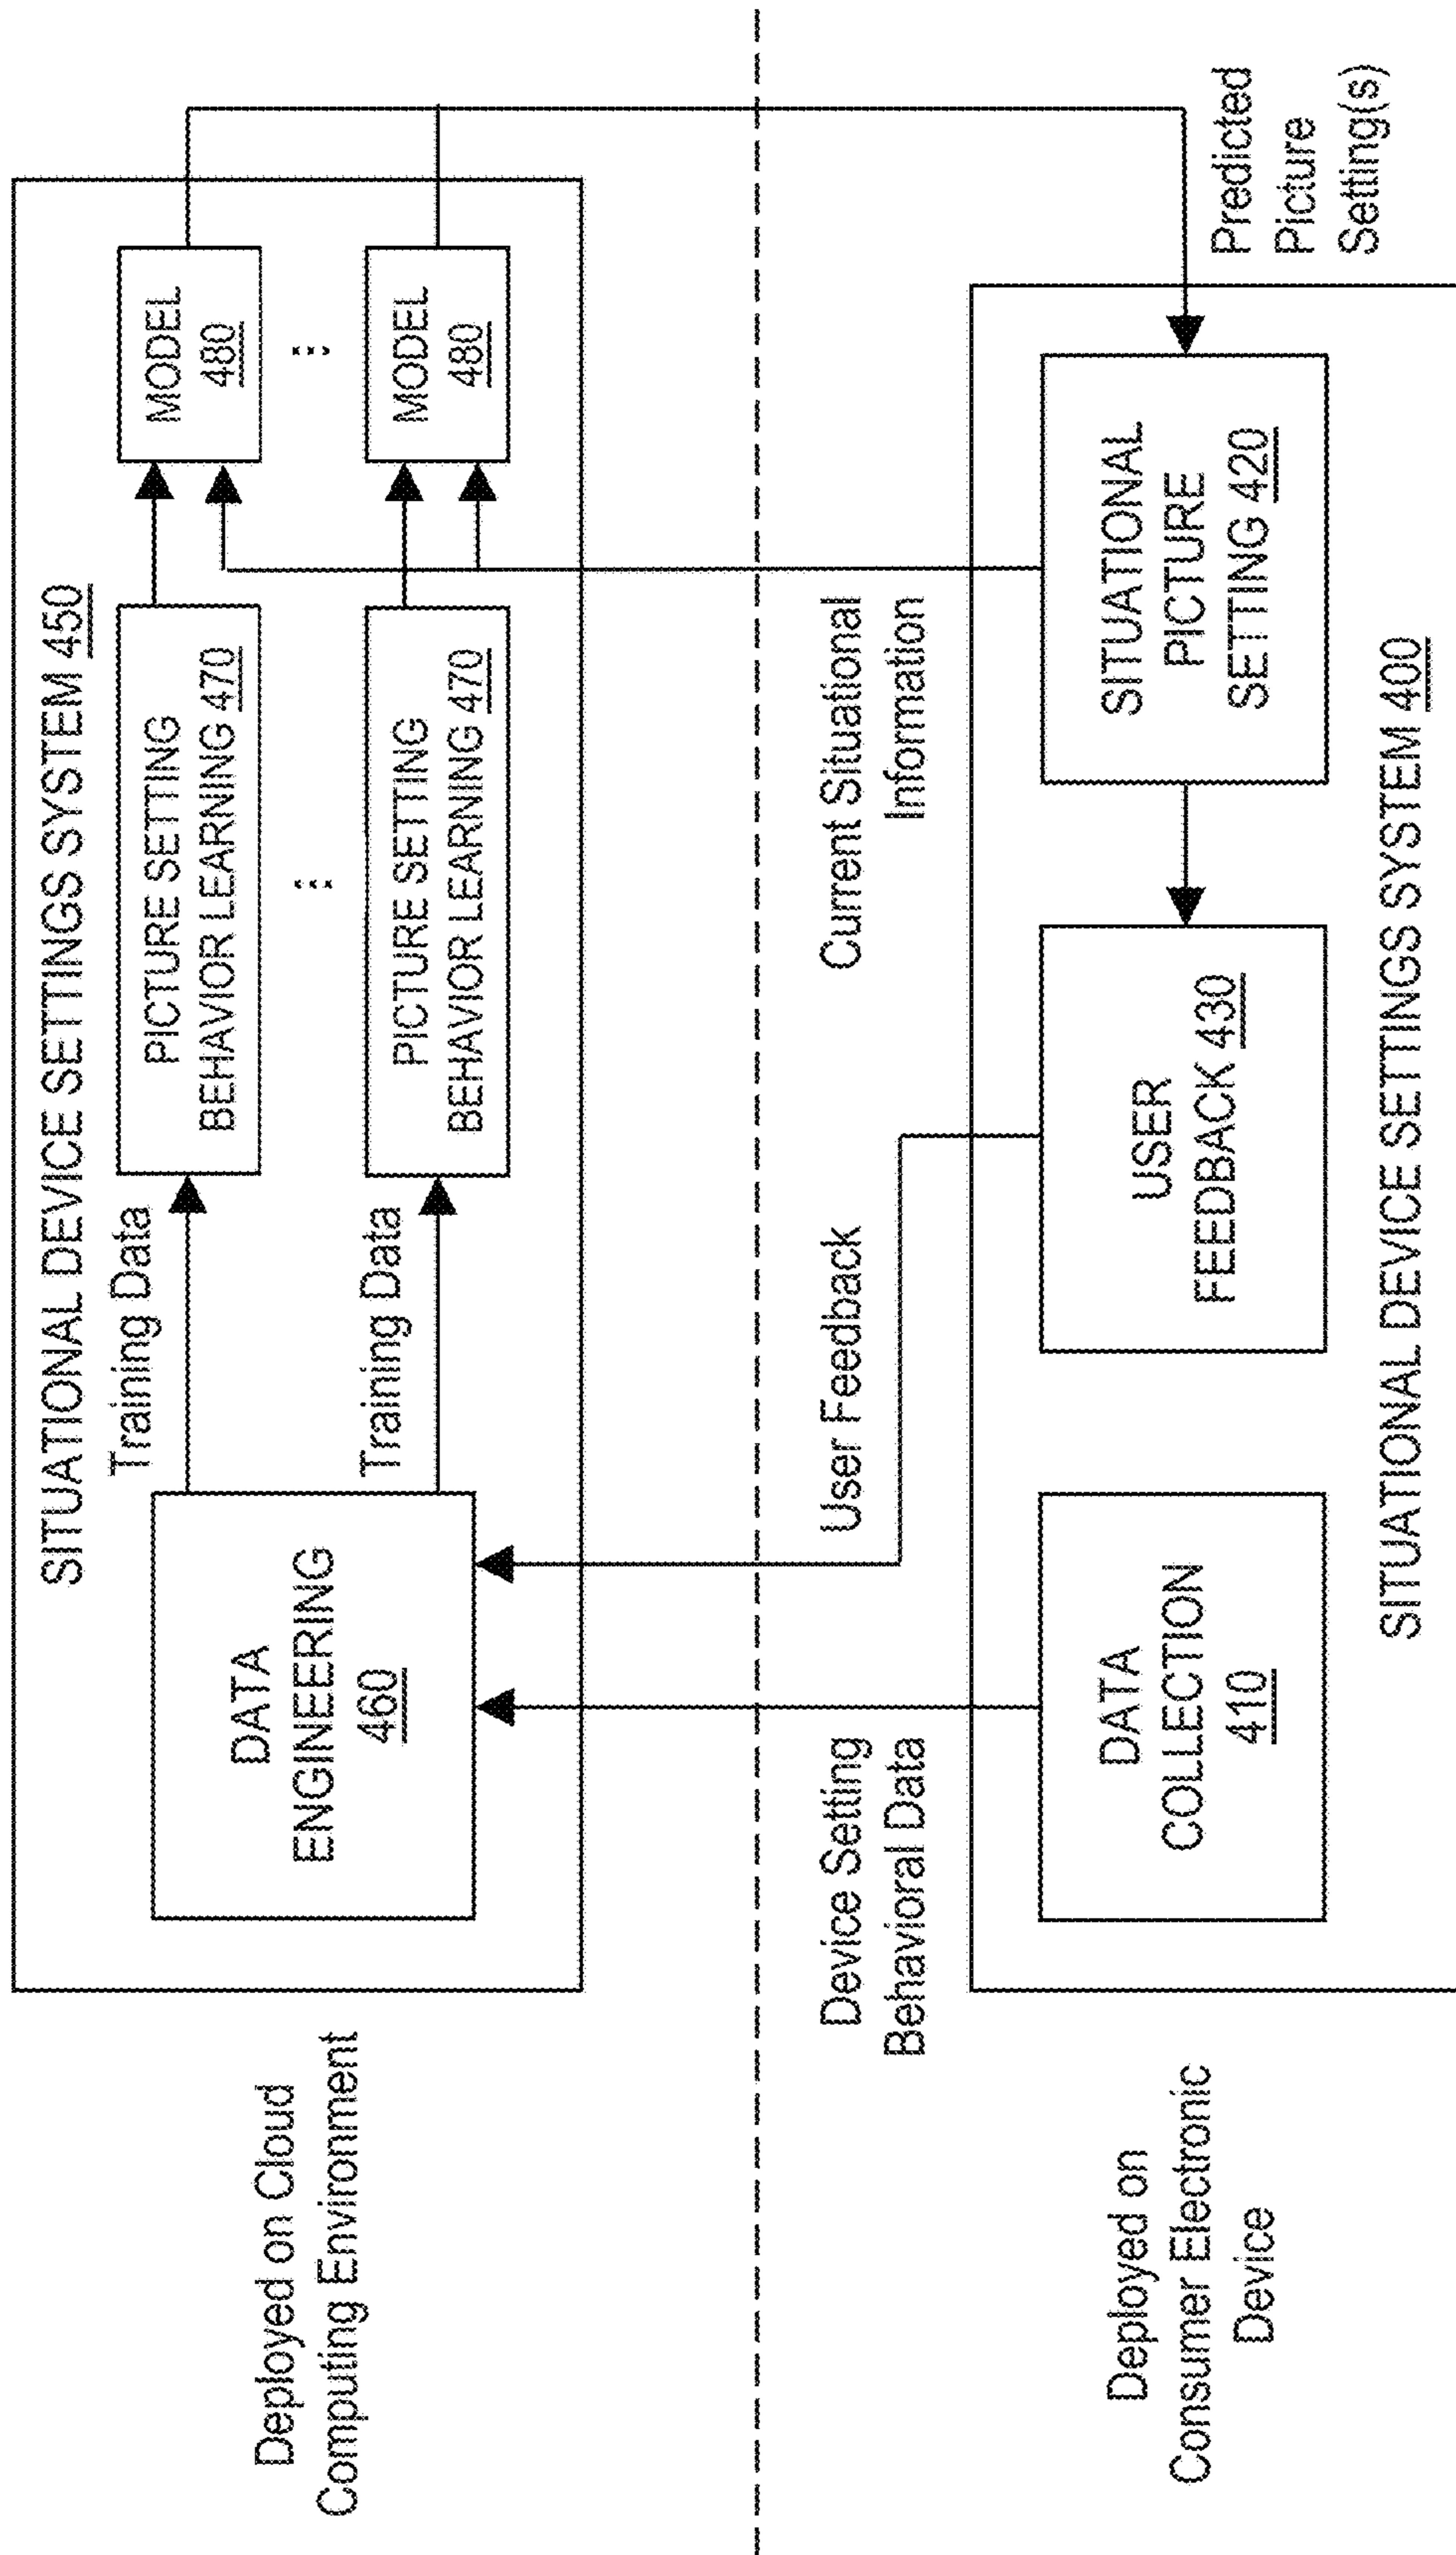 Deployed on Cloud
Computing Environment
SITUATIONAL DEVICE SETTINGS SYSTEM 450
DATA
ENGINEERING
460
Training Data
Training Data
PICTURE SETTING
BEHAVIOR LEARNING 470
PICTURE SETTING
BEHAVIOR LEARNING 470
MODEL
480
MODEL
480
Device Setting
Behavioral Data
User Feedback
Current Situational
Information
Predicted
Picture
Setting(s)
Deployed on
Consumer Electronic
Device
DATA
COLLECTION
410
USER
FEEDBACK 430
SITUATIONAL
PICTURE
SETTING 420
SITUATIONAL DEVICE SETTINGS SYSTEM 400